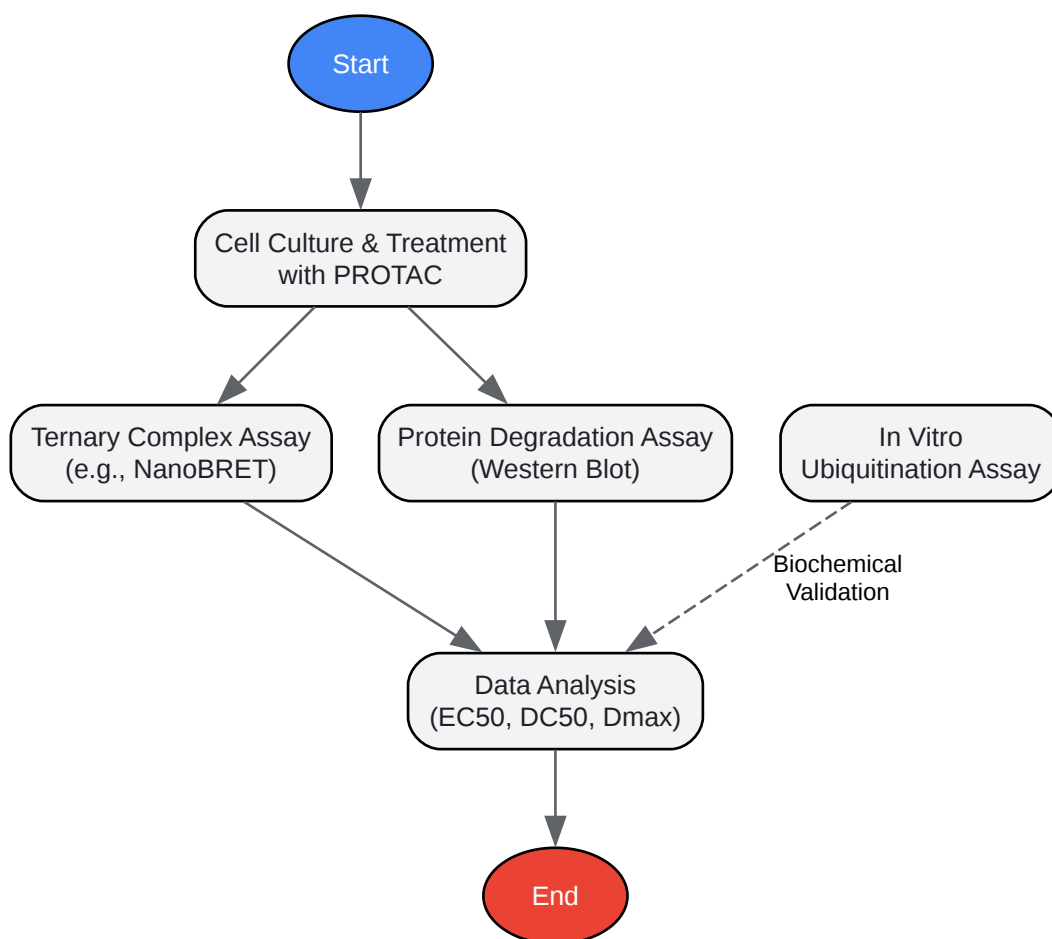 Start
Cell Culture & Treatment
with PROTAC
Ternary Complex Assay
(e.g., NanoBRET)
Protein Degradation Assay
(Western Blot)
In Vitro
Ubiquitination Assay
Biochemical
Validation
Data Analysis
(EC50, DC50, Dmax)
End